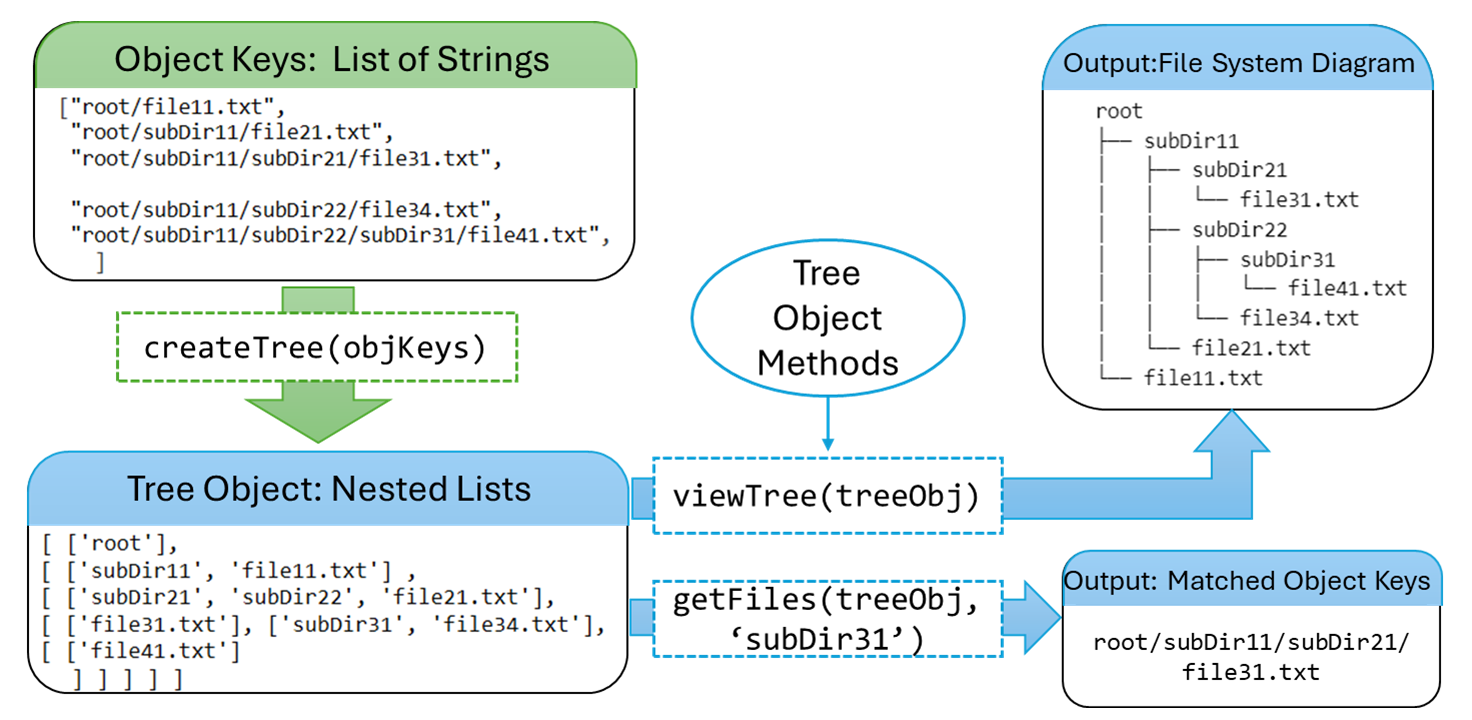 Object Keys: List of Strings
["root/file11.txt",
"root/subDir11/file21.txt",
"root/subDir11/subDir21/file31.txt",
"root/subDir11/subDir22/file34.txt",
"root/subDir11/subDir22/subDir31/file41.txt",
]
createTree(objKeys)
Tree Object: Nested Lists
[ ['root'],
[ ['subDir11', 'file11.txt'] ,
[ ['subDir21', 'subDir22', 'file21.txt'],
[ ['file31.txt'], ['subDir31', 'file34.txt'],
[ ['file41.txt']
] ] ] ] ]
Tree
Object
Methods
viewTree(treeObj)
getFiles(treeObj,
‘subDir31’)
Output:File System Diagram
root
├── subDir11
│   ├── subDir21
│   │   └── file31.txt
│   ├── subDir22
│   │   ├── subDir31
│   │   │   └── file41.txt
│   │   └── file34.txt
│   └── file21.txt
└── file11.txt
Output: Matched Object Keys
root/subDir11/subDir21/
file31.txt